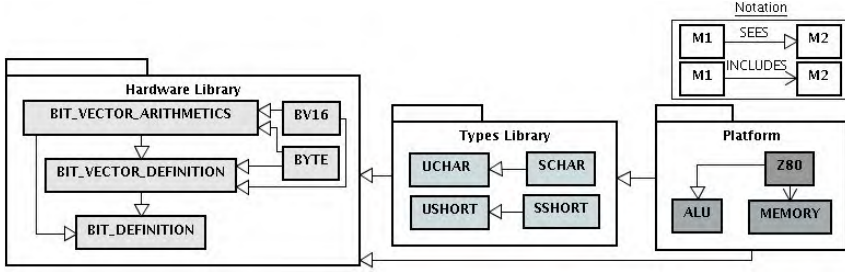 Notation
M1 SEES M2
M1 INCLUDES M2
Hardware Library
BIT_VECTOR_ARITHMETICS
BV16
BYTE
BIT_VECTOR_DEFINITION
BIT_DEFINITION
Types Library
UCHAR
SCHAR
USHORT
SSHORT
Platform
Z80
ALU
MEMORY